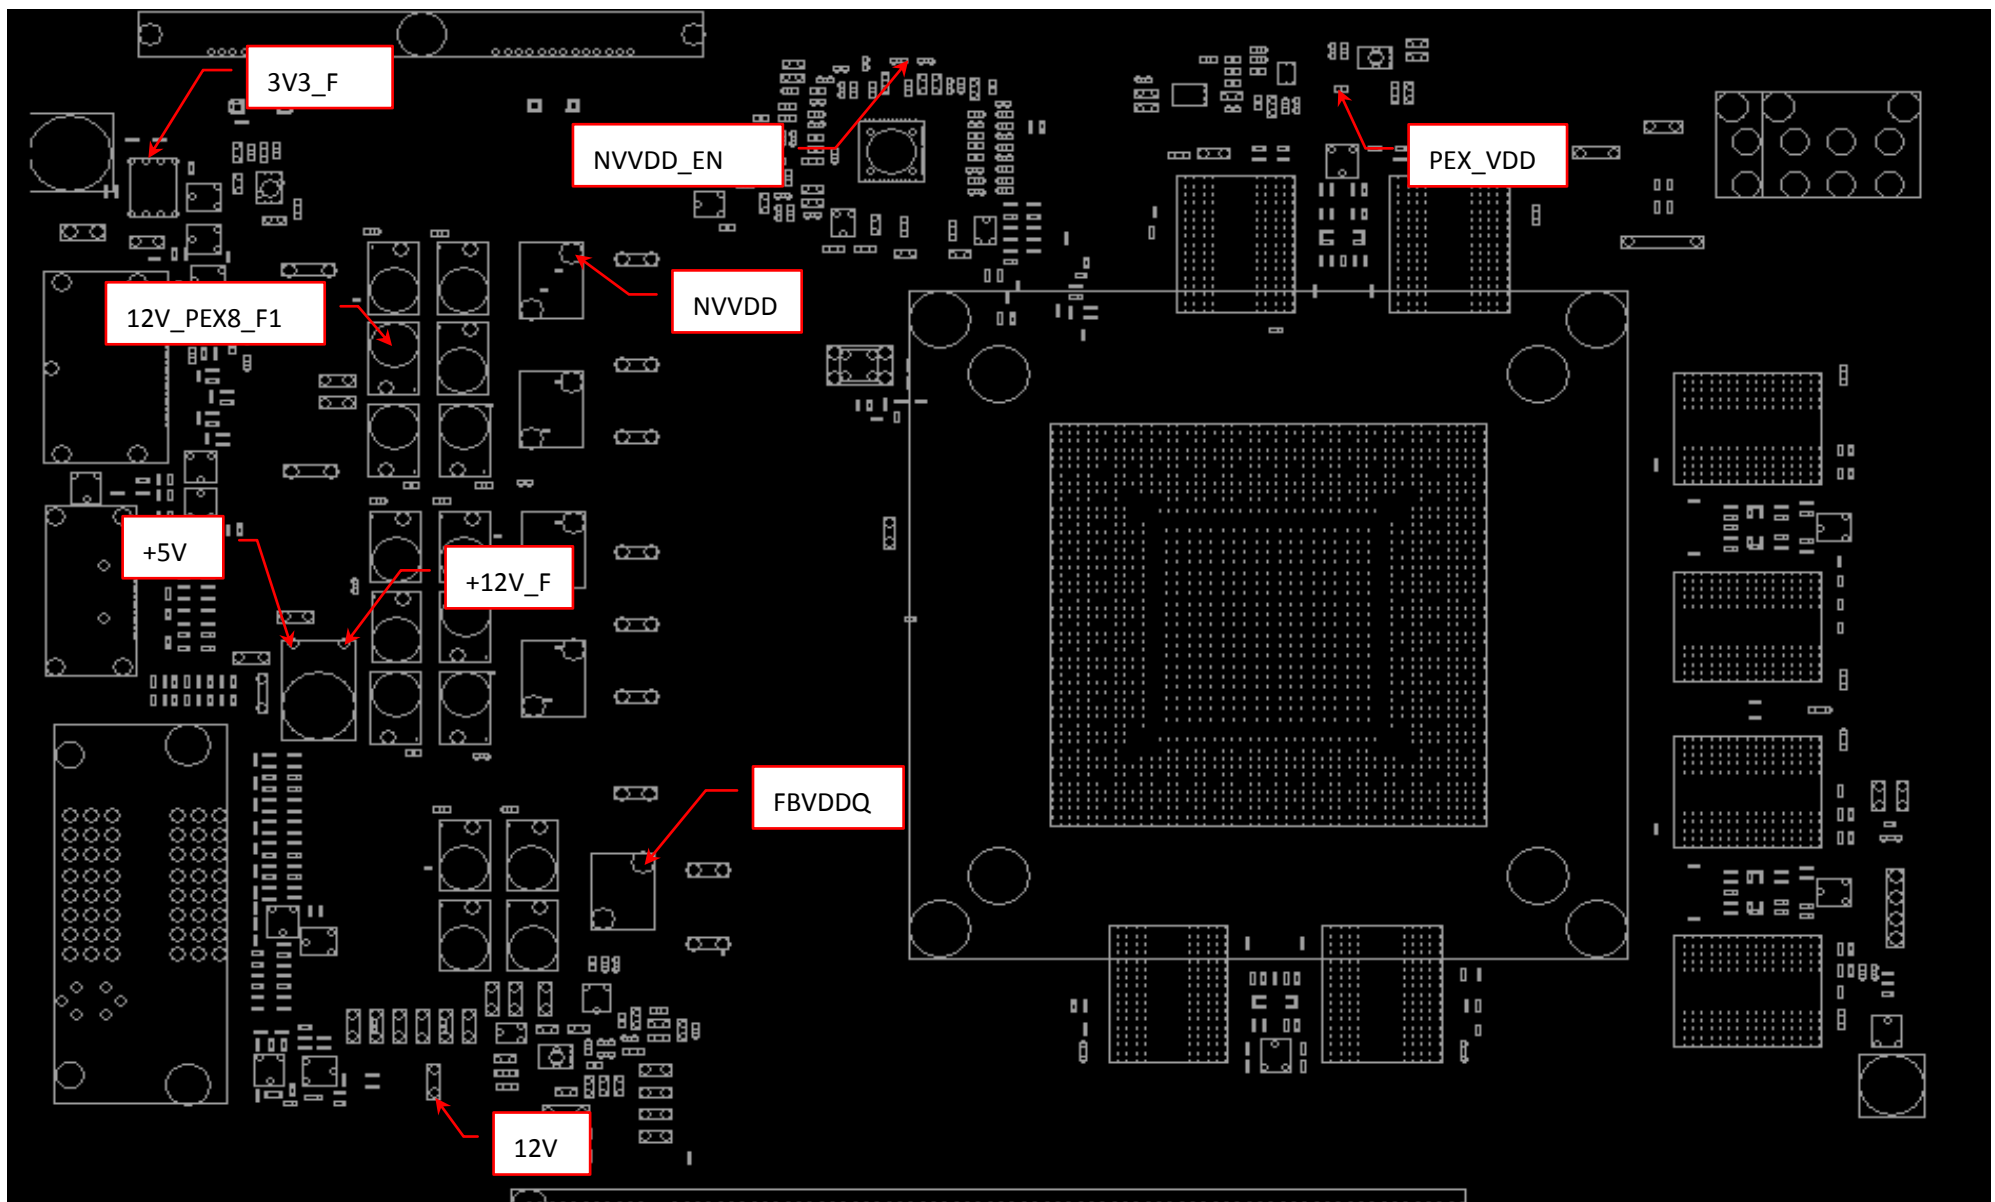 3V3_F
NVVDD_EN
PEX_VDD
12V_PEX8_F1
NVVDD
+5V
+12V_F
FBVDDQ
12V